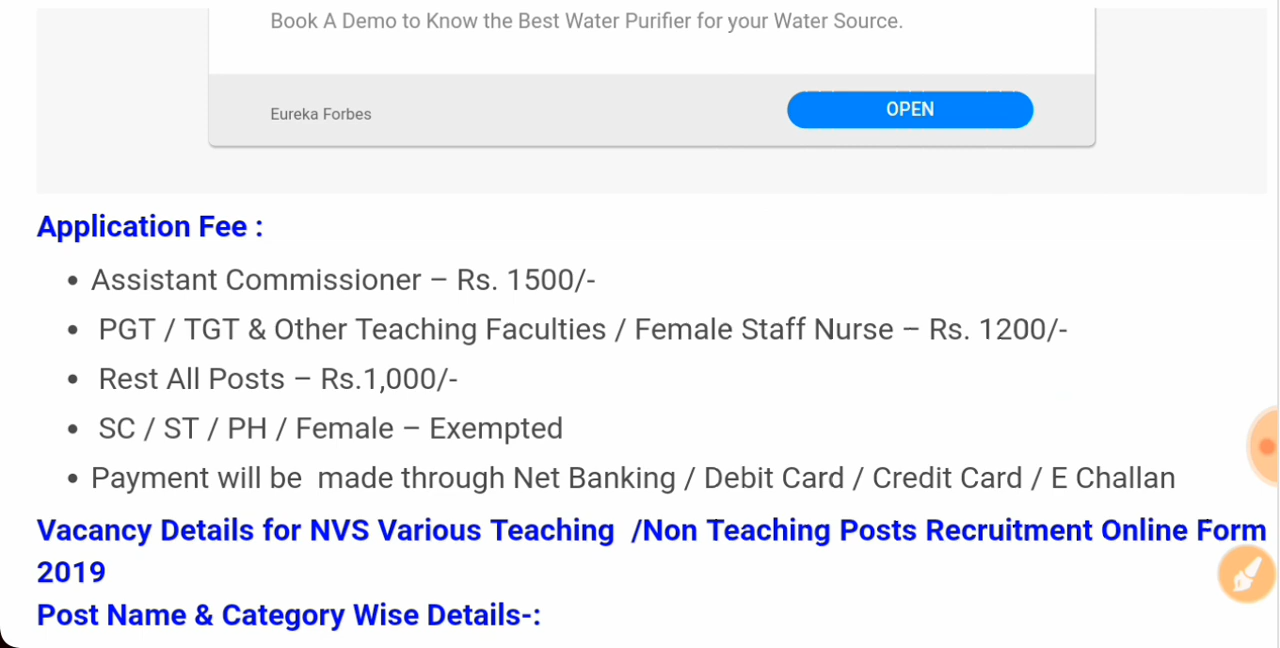 Book A Demo to Know the Best Water Purifier for your Water Source.
Eureka Forbes
OPEN
Application Fee :
• Assistant Commissioner – Rs. 1500/-
• PGT / TGT & Other Teaching Faculties / Female Staff Nurse – Rs. 1200/-
• Rest All Posts – Rs.1,000/-
• SC / ST / PH / Female – Exempted
• Payment will be made through Net Banking / Debit Card / Credit Card / E Challan
Vacancy Details for NVS Various Teaching /Non Teaching Posts Recruitment Online Form
2019
Post Name & Category Wise Details-: